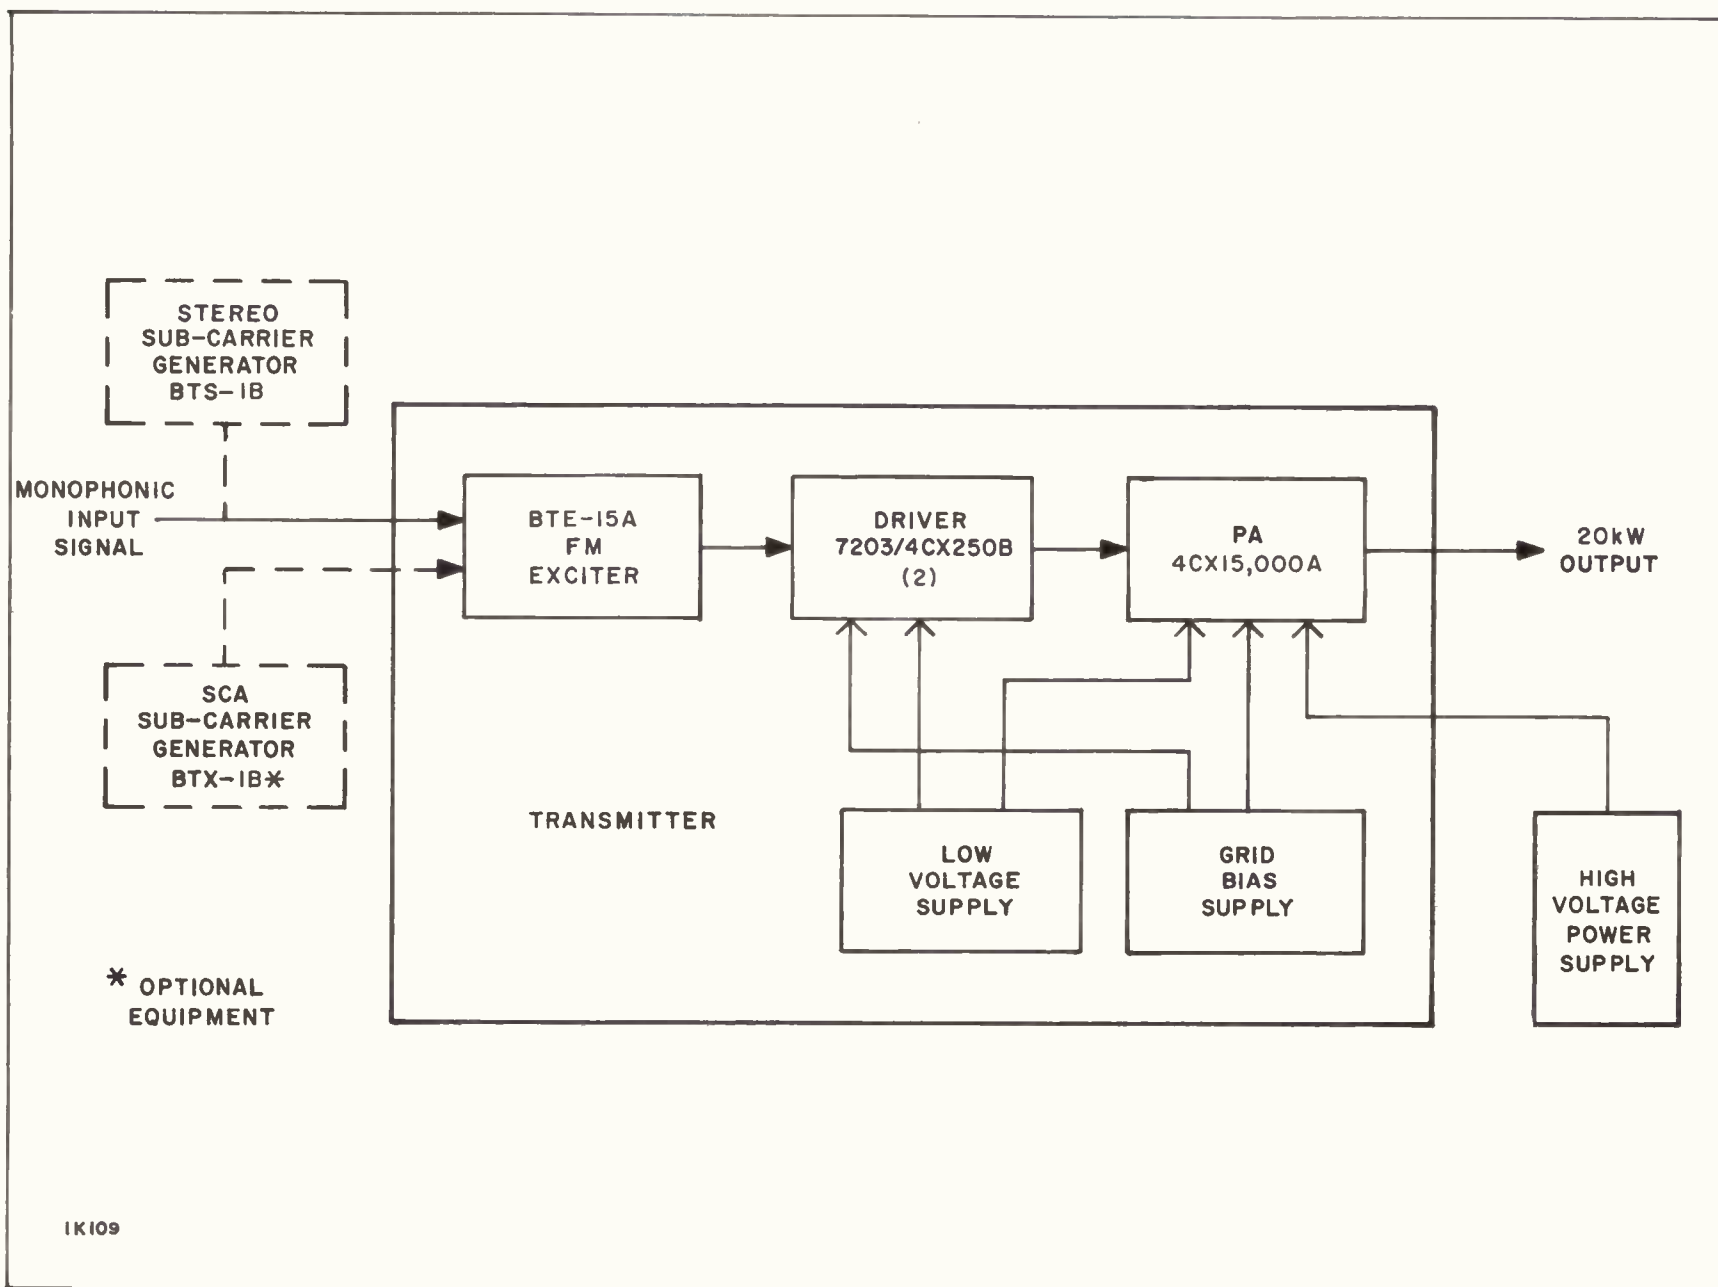 STEREO
SUB-CARRIER
GENERATOR
BTS-1B
MONOPHONIC
INPUT
SIGNAL
BTE-15A
FM
EXCITER
DRIVER
7203/4CX250B
(2)
PA
4CX15,000A
20kW
OUTPUT
SCA
SUB-CARRIER
GENERATOR
BTX-1B*
TRANSMITTER
LOW
VOLTAGE
SUPPLY
GRID
BIAS
SUPPLY
HIGH
VOLTAGE
POWER
SUPPLY
* OPTIONAL
EQUIPMENT
1K109